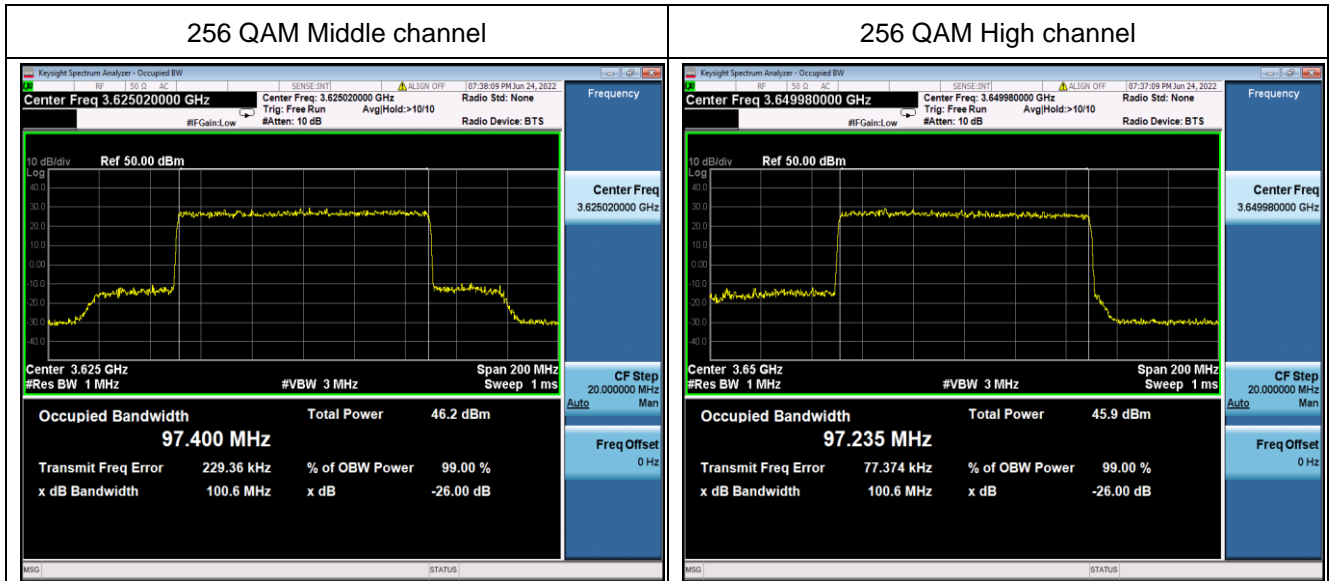 256 QAM Middle channel
256 QAM High channel
Keysight Spectrum Analyzer - Occupied BW
RF 50 Ω AC SENSE:INT ALIGN OFF 07:38:09 PM Jun 24, 2022
Center Freq 3.625020000 GHz
Center Freq: 3.625020000 GHz
Radio Std: None
Trig: Free Run Avg|Hold:>10/10
#IFGain:Low #Atten: 10 dB Radio Device: BTS
10 dB/div Ref 50.00 dBm
Log
40.0
30.0
20.0
10.0
0.00
-10.0
-20.0
-30.0
-40.0
Center 3.625 GHz Span 200 MHz
#Res BW 1 MHz #VBW 3 MHz Sweep 1 ms
Occupied Bandwidth Total Power 46.2 dBm
97.400 MHz
Transmit Freq Error 229.36 kHz % of OBW Power 99.00 %
x dB Bandwidth 100.6 MHz x dB -26.00 dB
MSG STATUS
Frequency
Center Freq
3.625020000 GHz
CF Step
20.000000 MHz
Auto Man
Freq Offset
0 Hz
Keysight Spectrum Analyzer - Occupied BW
RF 50 Ω AC SENSE:INT ALIGN OFF 07:37:09 PM Jun 24, 2022
Center Freq 3.649980000 GHz
Center Freq: 3.649980000 GHz
Radio Std: None
Trig: Free Run Avg|Hold:>10/10
#IFGain:Low #Atten: 10 dB Radio Device: BTS
10 dB/div Ref 50.00 dBm
Log
40.0
30.0
20.0
10.0
0.00
-10.0
-20.0
-30.0
-40.0
Center 3.65 GHz Span 200 MHz
#Res BW 1 MHz #VBW 3 MHz Sweep 1 ms
Occupied Bandwidth Total Power 45.9 dBm
97.235 MHz
Transmit Freq Error 77.374 kHz % of OBW Power 99.00 %
x dB Bandwidth 100.6 MHz x dB -26.00 dB
MSG STATUS
Frequency
Center Freq
3.649980000 GHz
CF Step
20.000000 MHz
Auto Man
Freq Offset
0 Hz